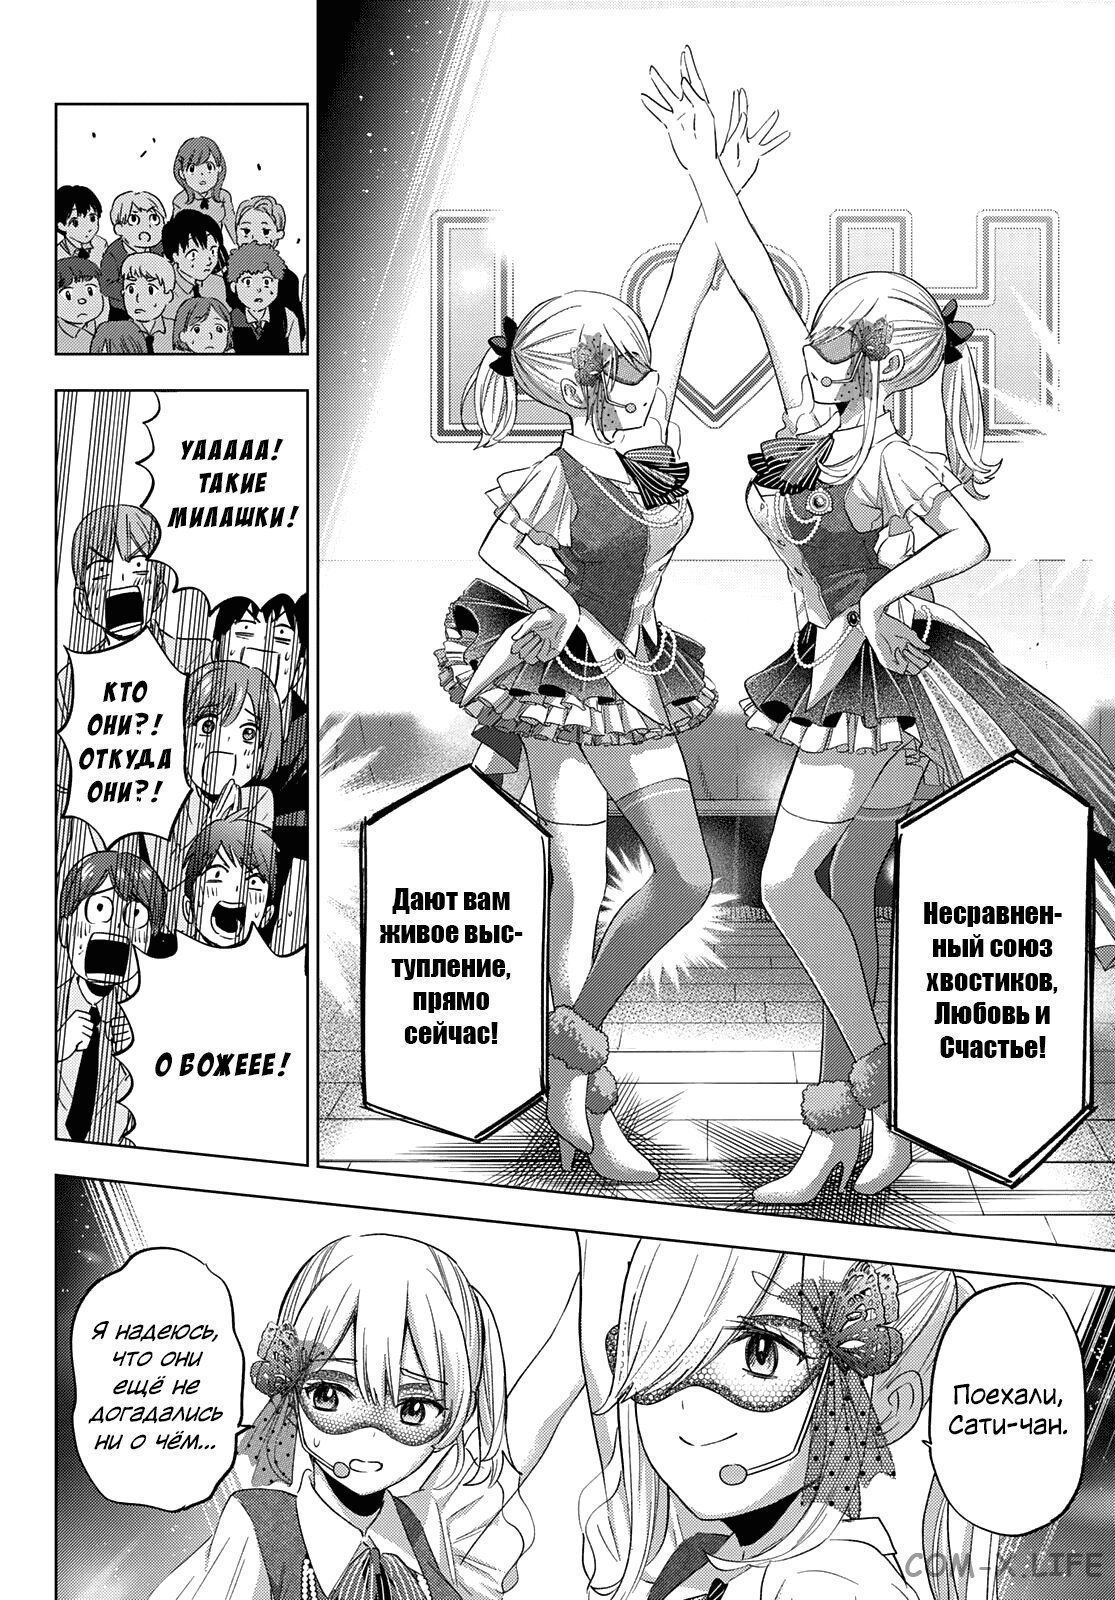 L♡H
Несравнен-
ный союз
хвостиков,
Любовь и
Счастье!
Дают вам
живое выс-
тупление,
прямо
сейчас!
УААААА!
ТАКИЕ
МИЛАШКИ!
КТО
ОНИ?!
ОТКУДА
ОНИ?!
О БОЖЕЕЕ!
Поехали,
Сати-чан.
Я надеюсь,
что они
ещё не
догадались
ни о чём...
COM-X.LIFE